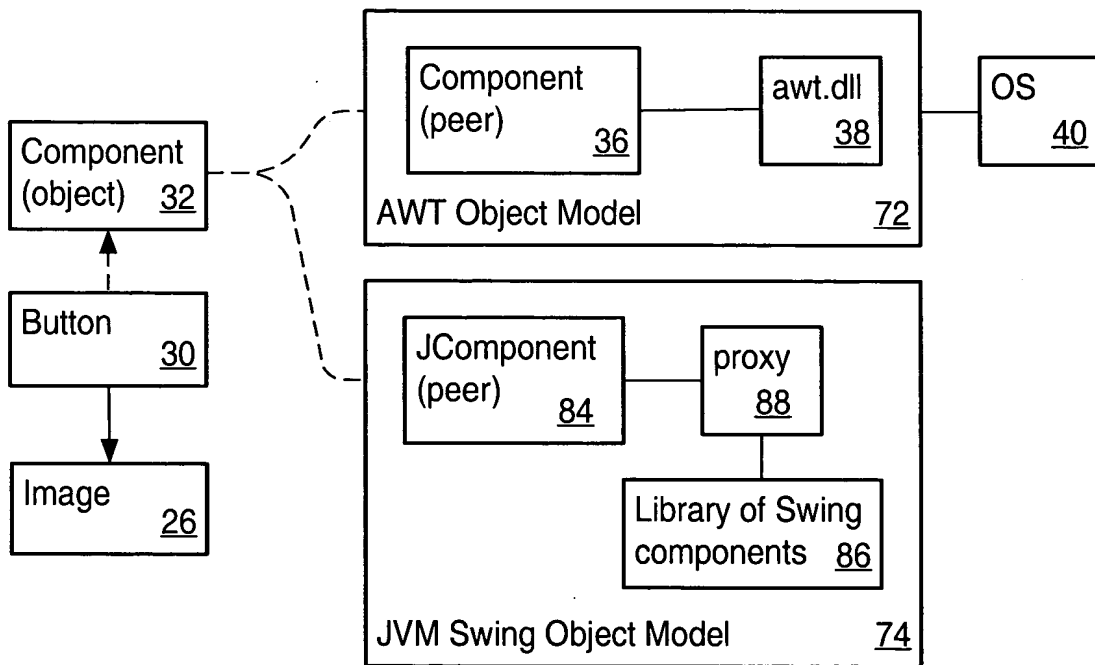 Component
(object) 32
Button
30
Image
26
Component
(peer)
36
awt.dll
38
AWT Object Model 72
OS
40
JComponent
(peer)
84
proxy
88
Library of Swing
components 86
JVM Swing Object Model 74